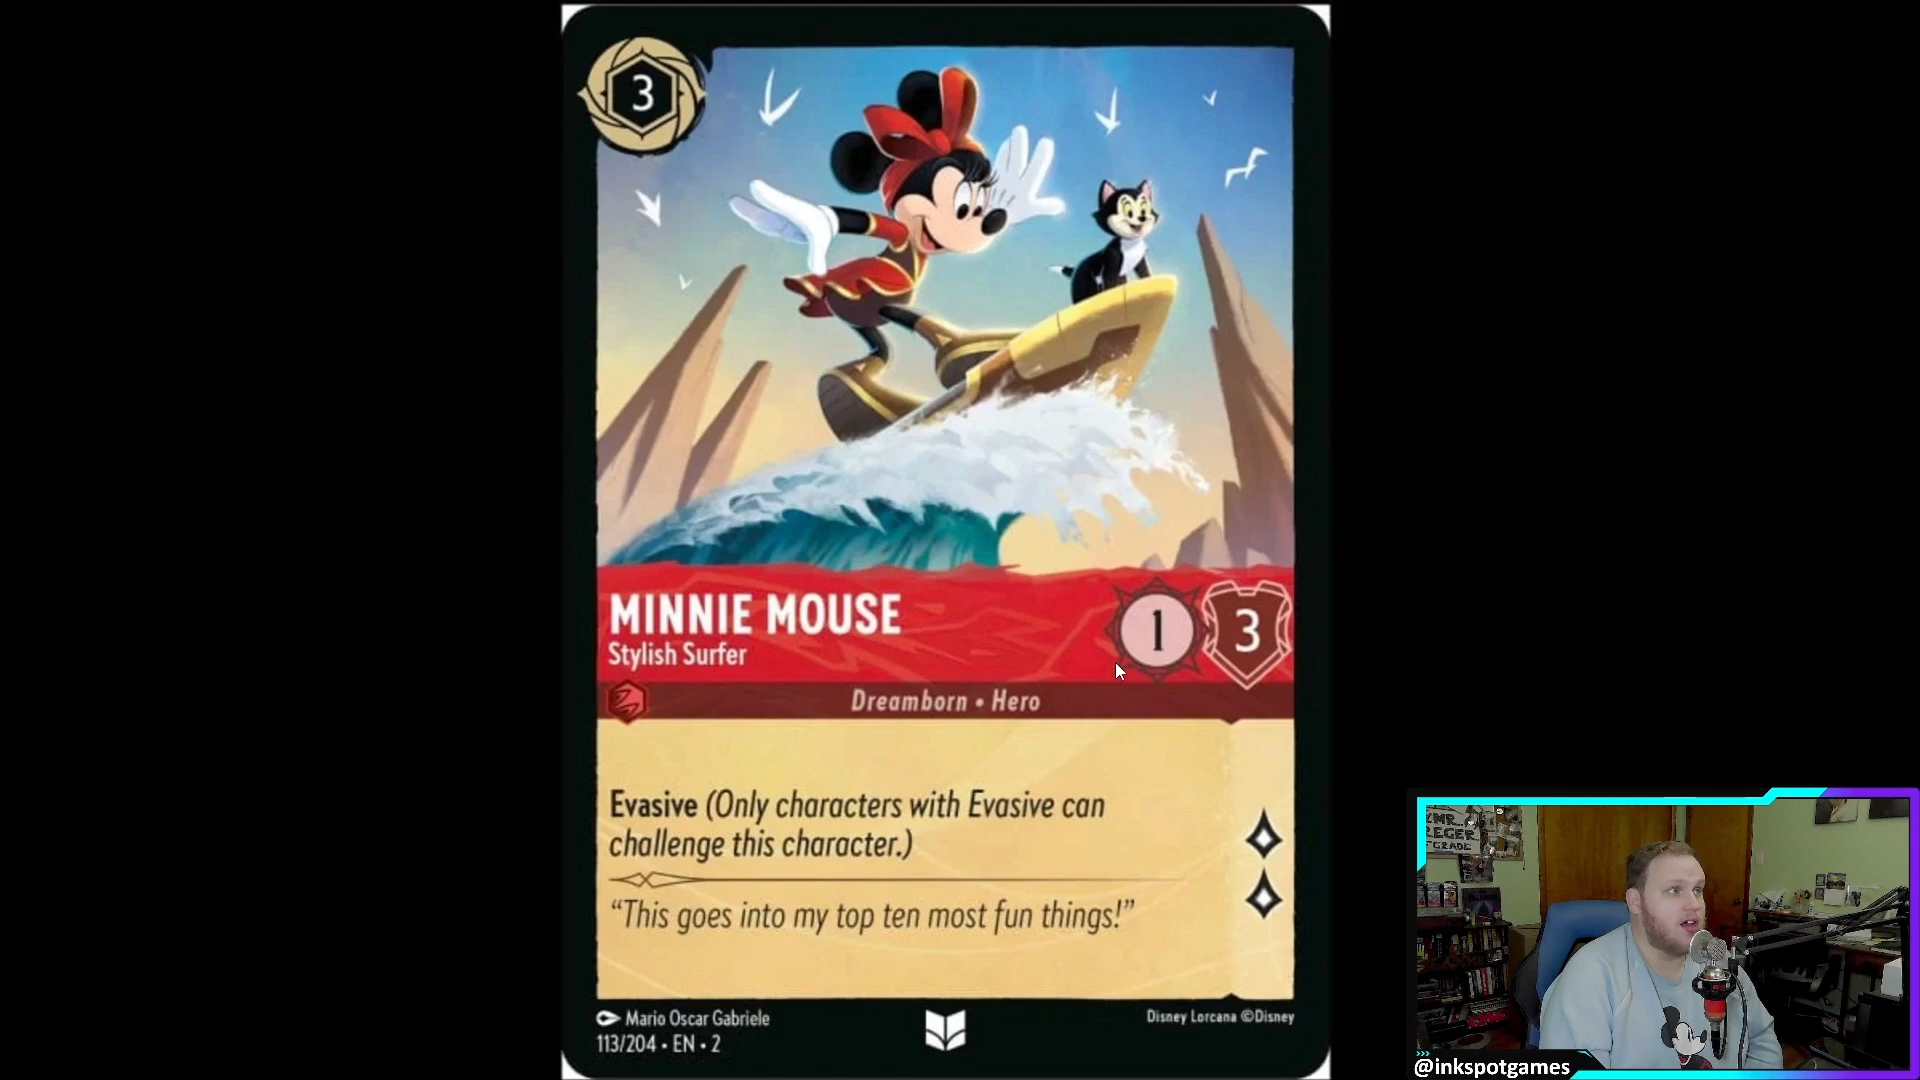 3
MINNIE MOUSE
Stylish Surfer
1
3
Dreamborn • Hero
Evasive (Only characters with Evasive can
challenge this character.)
“This goes into my top ten most fun things!”
Mario Oscar Gabriele
113/204 • EN • 2
Disney Lorcana ©Disney
REGER
GRADE
@inkspotgames